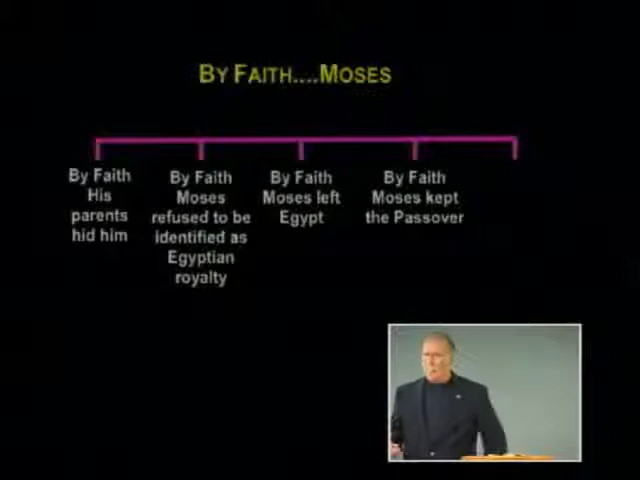 BY FAITH....MOSES
By Faith
His
parents
hid him
By Faith
Moses
refused to be
identified as
Egyptian
royalty
By Faith
Moses left
Egypt
By Faith
Moses kept
the Passover